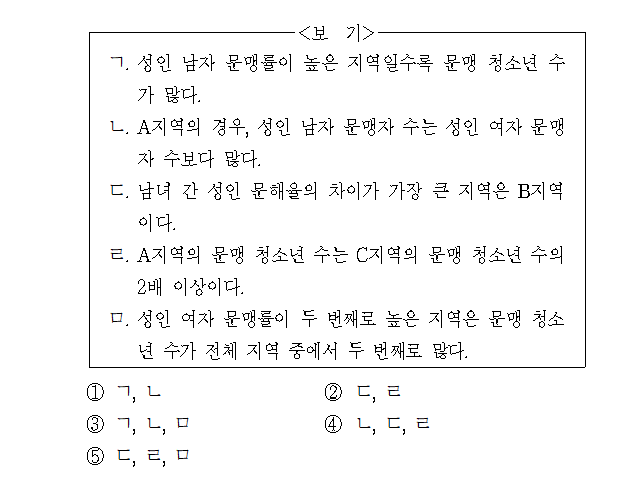 <보 기>
ㄱ. 성인 남자 문맹률이 높은 지역일수록 문맹 청소년 수
가 많다.
ㄴ. A지역의 경우, 성인 남자 문맹자 수는 성인 여자 문맹
자 수보다 많다.
ㄷ. 남녀 간 성인 문해율의 차이가 가장 큰 지역은 B지역
이다.
ㄹ. A지역의 문맹 청소년 수는 C지역의 문맹 청소년 수의
2배 이상이다.
ㅁ. 성인 여자 문맹률이 두 번째로 높은 지역은 문맹 청소
년 수가 전체 지역 중에서 두 번째로 많다.
① ㄱ, ㄴ ② ㄷ, ㄹ
③ ㄱ, ㄴ, ㅁ ④ ㄴ, ㄷ, ㄹ
⑤ ㄷ, ㄹ, ㅁ